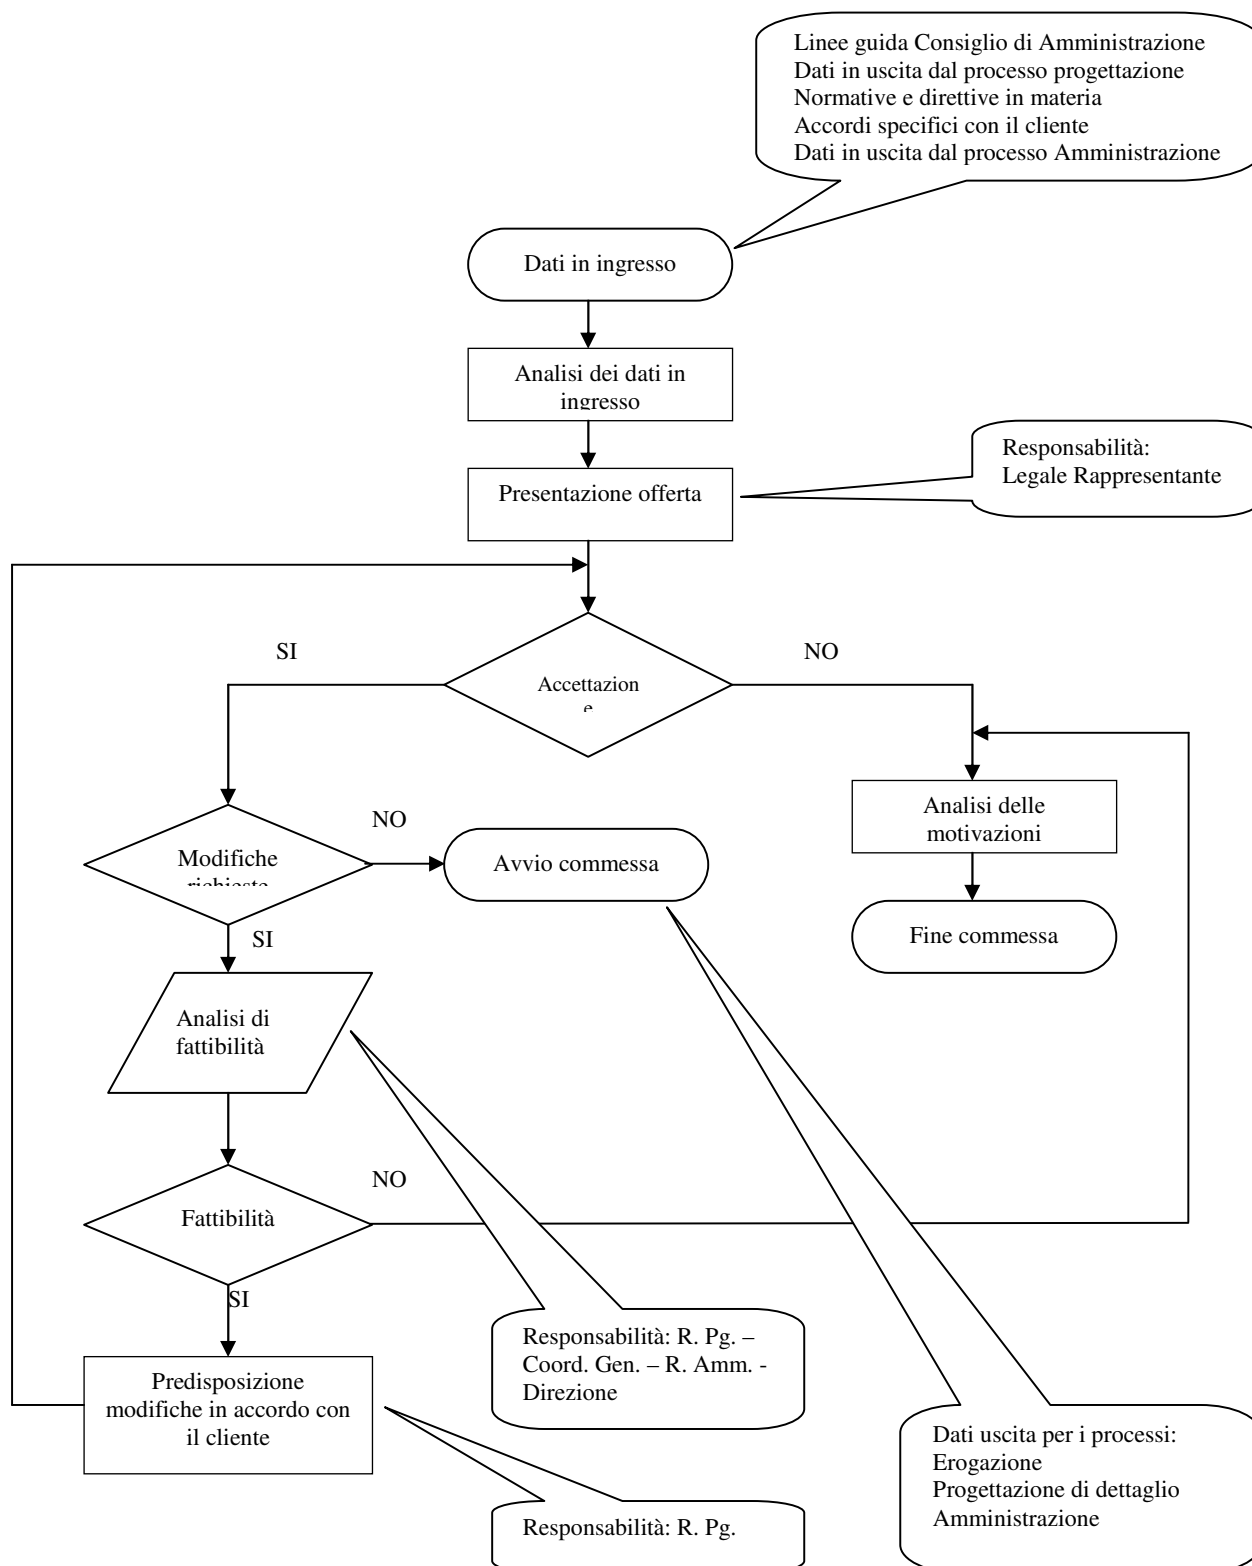 Linee guida Consiglio di Amministrazione
Dati in uscita dal processo progettazione
Normative e direttive in materia
Accordi specifici con il cliente
Dati in uscita dal processo Amministrazione
Dati in ingresso
Analisi dei dati in
ingresso
Responsabilità:
Legale Rappresentante
Presentazione offerta
SI
NO
Accettazion
e
Analisi delle
motivazioni
NO
Modifiche
richieste
Avvio commessa
Fine commessa
SI
Analisi di
fattibilità
NO
Fattibilità
SI
Responsabilità: R. Pg. –
Coord. Gen. – R. Amm. -
Direzione
Predisposizione
modifiche in accordo con
il cliente
Dati uscita per i processi:
Erogazione
Progettazione di dettaglio
Amministrazione
Responsabilità: R. Pg.